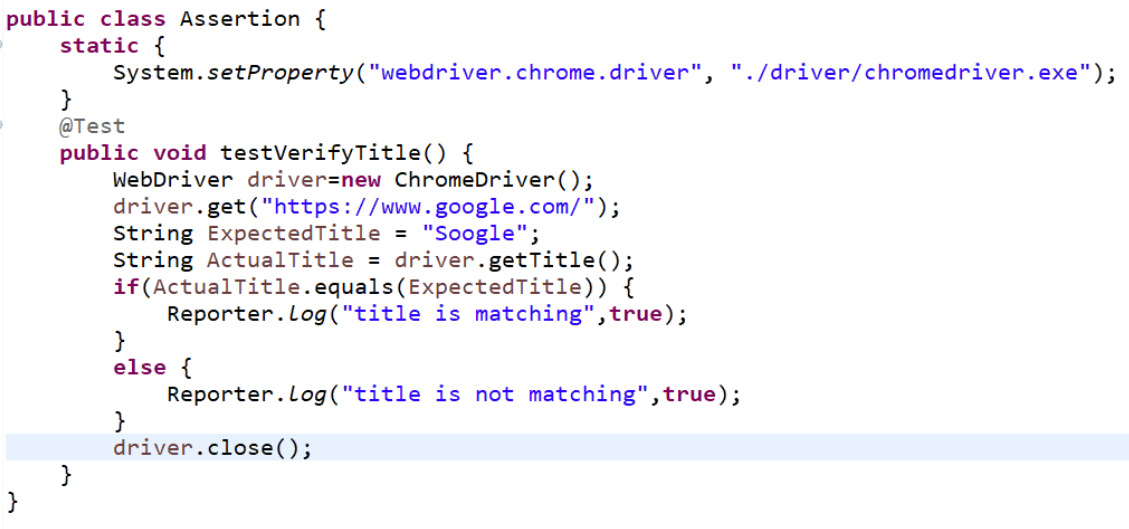 public class Assertion {
static {
System.setProperty("webdriver.chrome.driver", "./driver/chromedriver.exe");
}
@Test
public void testVerifyTitle() {
WebDriver driver=new ChromeDriver();
driver.get("https://www.google.com/");
String ExpectedTitle = "Soogle";
String ActualTitle = driver.getTitle();
if(ActualTitle.equals(ExpectedTitle)) {
Reporter.log("title is matching",true);
}
else {
Reporter.log("title is not matching",true);
}
driver.close();
}
}